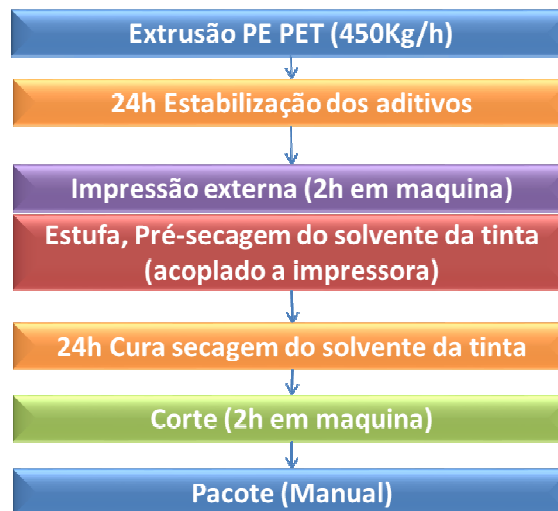 Extrusão PE PET (450Kg/h)
24h Estabilização dos aditivos
Impressão externa (2h em maquina)
Estufa, Pré-secagem do solvente da tinta
(acoplado a impressora)
24h Cura secagem do solvente da tinta
Corte (2h em maquina)
Pacote (Manual)